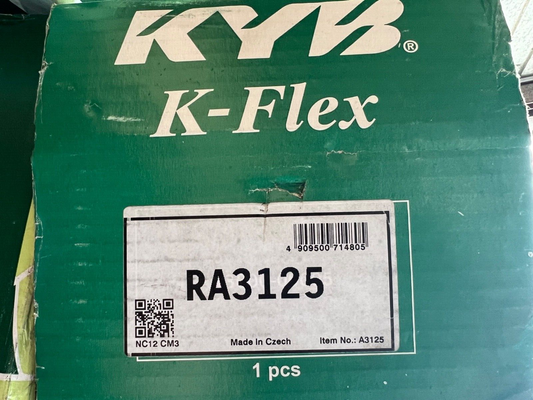 KYB®
K-Flex
4 909500 714805
RA3125
NC12 CM3
Made in Czech
Item No.: A3125
1 pcs